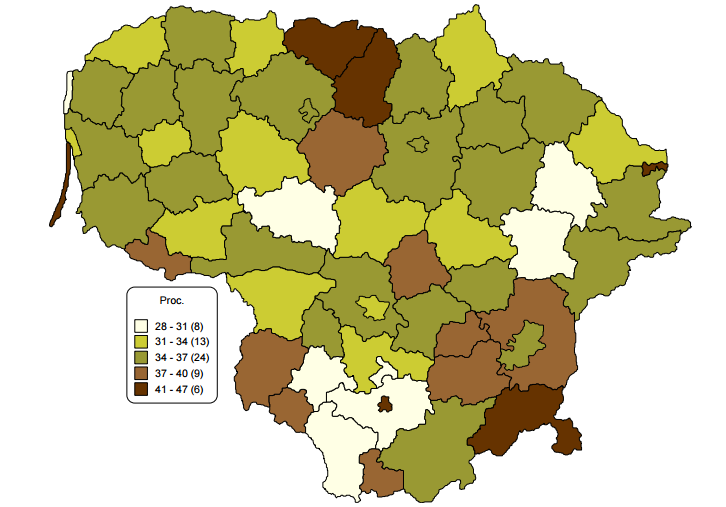 Proc.
28 - 31 (8)
31 - 34 (13)
34 - 37 (24)
37 - 40 (9)
41 - 47 (6)